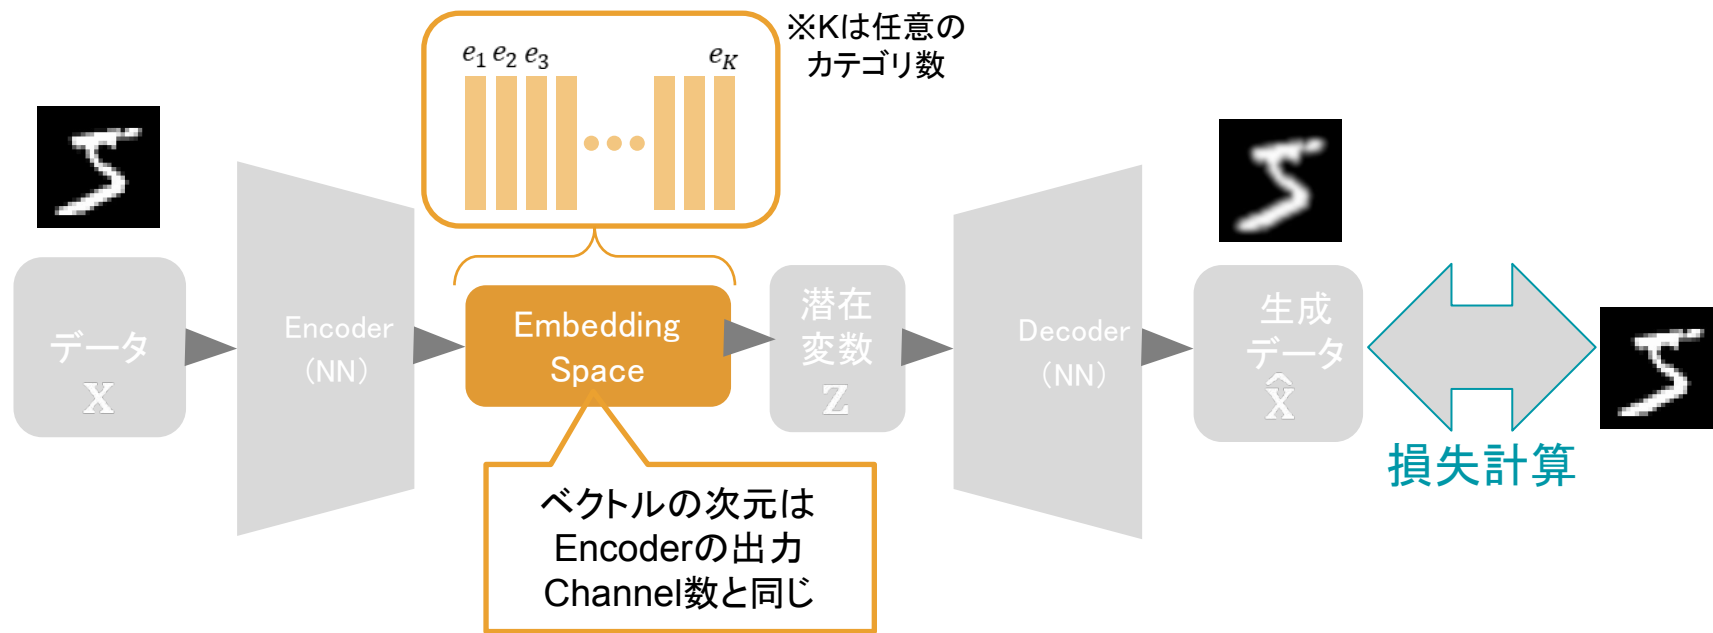 ※Kは任意の
カテゴリ数
e₁ e₂ e₃ e_K
データ
X
Encoder
(NN)
Embedding
Space
潜在
変数
Z
Decoder
(NN)
生成
データ
X̂
損失計算
ベクトルの次元は
Encoderの出力
Channel数と同じ